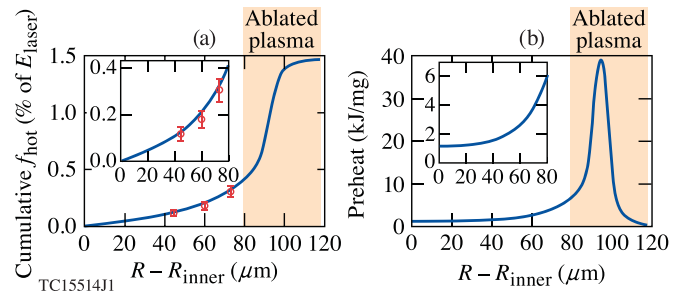 Ablated
plasma
(a)
Cumulative f_hot (% of E_laser)
1.5
1.0
0.5
0.0
0.4
0.2
0.0
0 20 40 60 80
0 20 40 60 80 100 120
R – R_inner (μm)
TC15514J1
Ablated
plasma
(b)
Preheat (kJ/mg)
40
30
20
10
0
6
4
2
0
0 20 40 60 80
0 20 40 60 80 100 120
R – R_inner (μm)